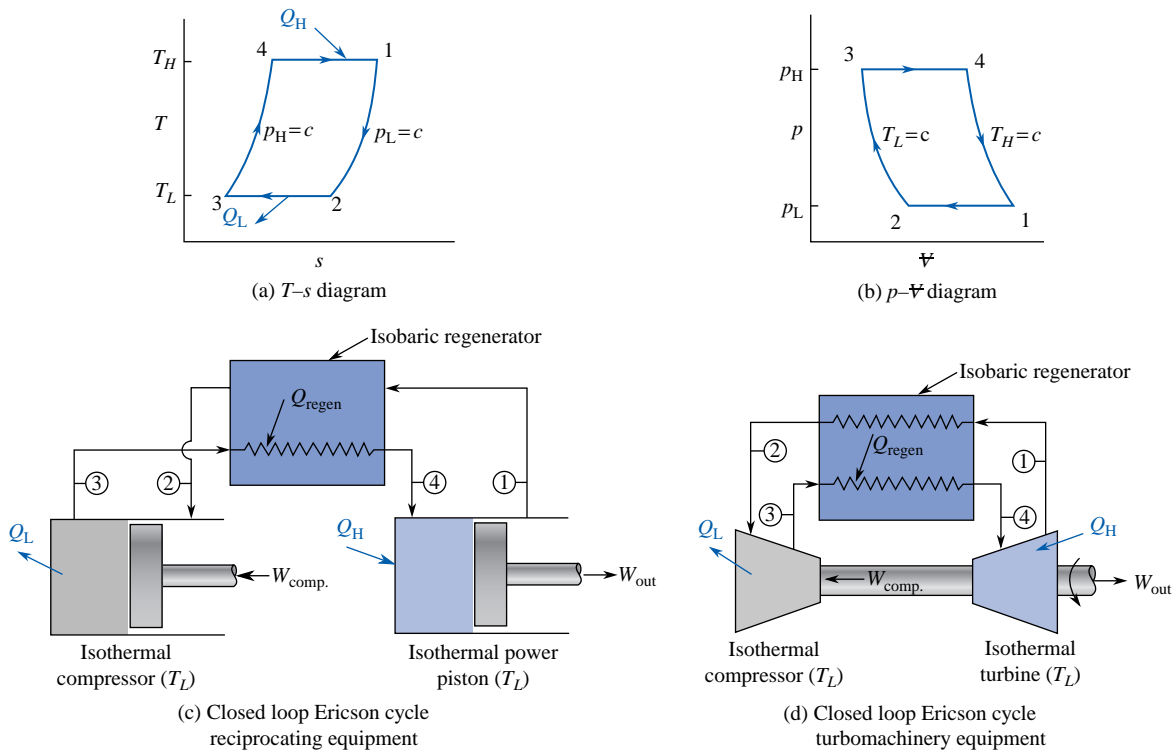 Q_H
4
1
T_H
T
p_H = c
p_L = c
T_L
3
2
Q_L
s
(a) T–s diagram
3
4
p_H
p
T_L = c
T_H = c
p_L
2
1
V
(b) p–V diagram
Isobaric regenerator
Q_regen
3
2
4
1
Q_L
Q_H
W_comp.
W_out
Isothermal
compressor (T_L)
Isothermal power
piston (T_L)
(c) Closed loop Ericson cycle
reciprocating equipment
Isobaric regenerator
Q_regen
2
1
3
4
Q_L
Q_H
W_comp.
W_out
Isothermal
compressor (T_L)
Isothermal
turbine (T_L)
(d) Closed loop Ericson cycle
turbomachinery equipment